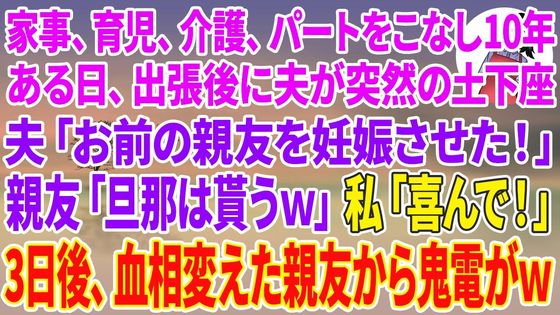 家事、育児、介護、パートをこなし10年
ある日、出張後に夫が突然の土下座
夫「お前の親友を妊娠させた！」
親友「旦那は貰うw」私「喜んで！」
3日後、血相変えた親友から鬼電がw